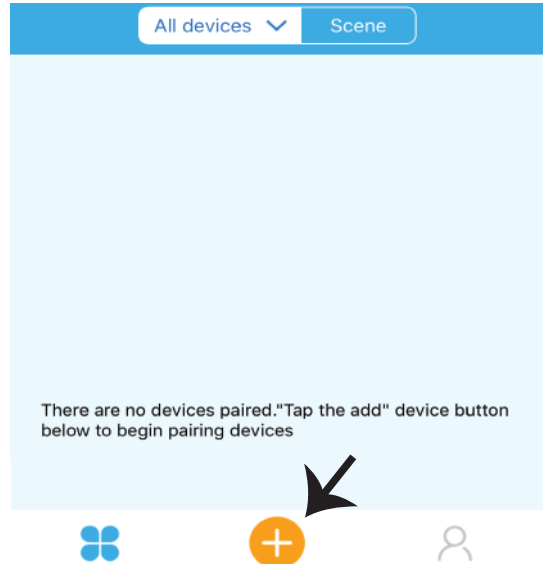 All devices Scene
There are no devices paired."Tap the add" device button
below to begin pairing devices